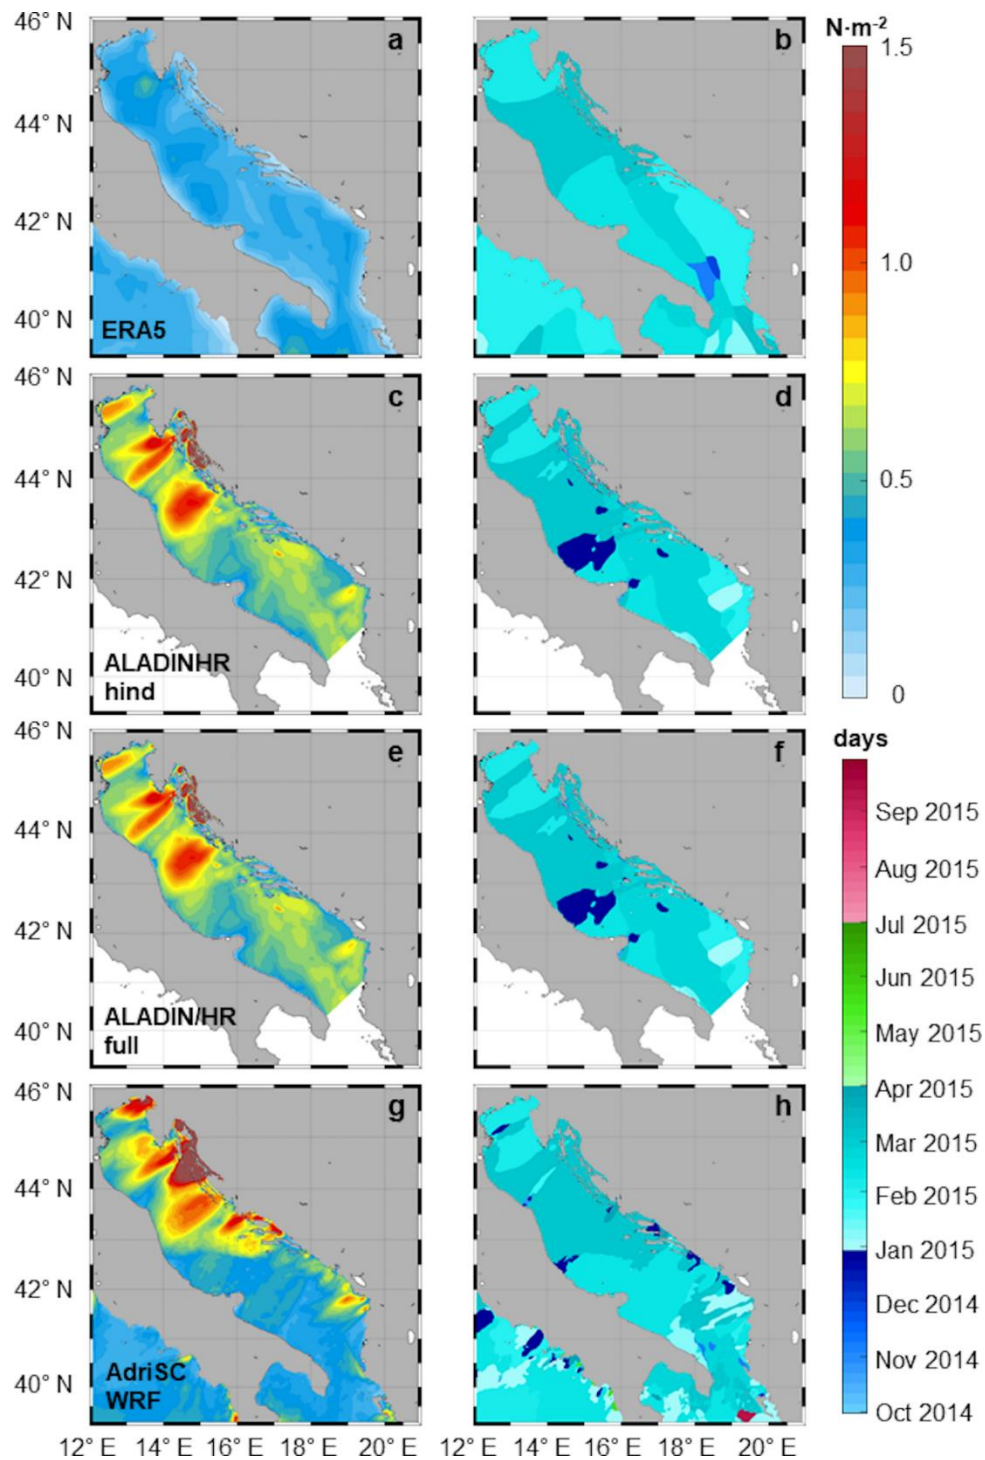 46° N
44° N
42° N
40° N
a
ERA5
b
N·m-2
1.5
1.0
0.5
0
46° N
44° N
42° N
40° N
c
ALADINHR
hind
d
46° N
44° N
42° N
40° N
e
ALADIN/HR
full
f
days
Sep 2015
Aug 2015
Jul 2015
Jun 2015
May 2015
Apr 2015
Mar 2015
Feb 2015
Jan 2015
Dec 2014
Nov 2014
Oct 2014
46° N
44° N
42° N
40° N
g
AdriSC
WRF
h
12° E 14° E 16° E 18° E 20° E
12° E 14° E 16° E 18° E 20° E